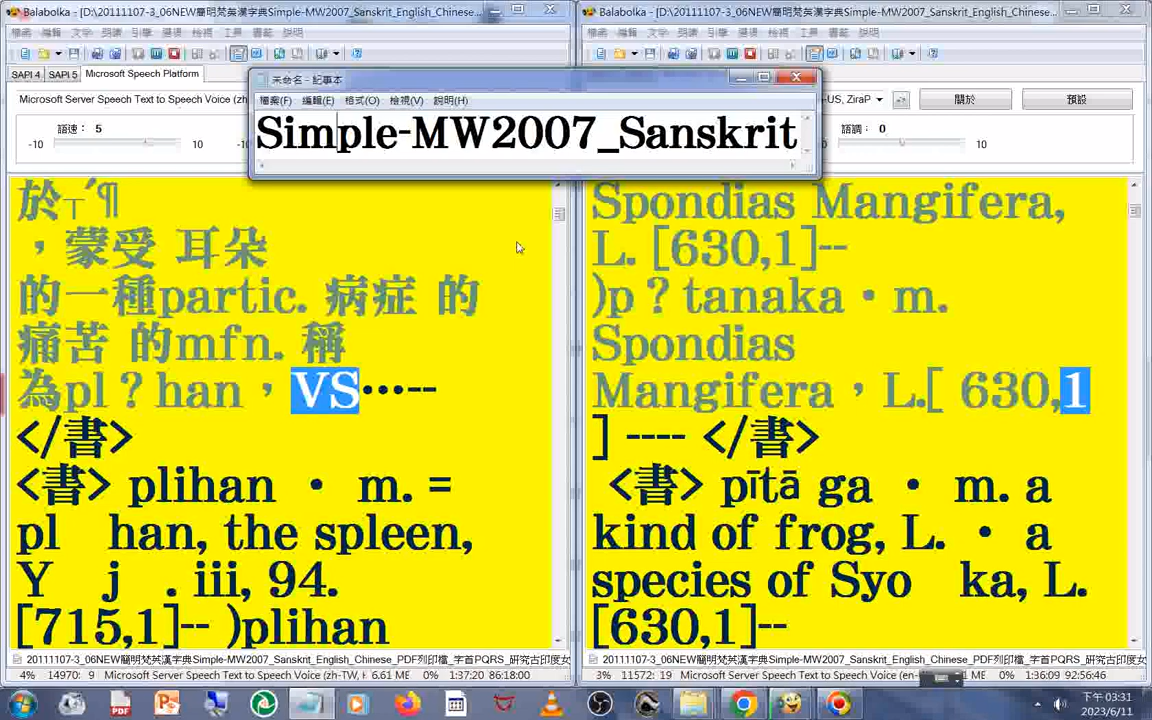 Balabolka - [D:\20111107-3_06NEW簡明梵英漢字典Simple-MW2007_Sanskrit_English_Chinese...
Balabolka - [D:\20111107-3_06NEW簡明梵英漢字典Simple-MW2007_Sanskrit_English_Chinese...
SAPI 4 SAPI 5 Microsoft Speech Platform
未命名 - 記事本
檔案(F) 編輯(E) 格式(O) 檢視(V) 說明(H)
Simple-MW2007_Sanskrit
Microsoft Server Speech Text to Speech Voice (zh
-US, ZiraP
關於
預設
語速: 5
-10
10
語調: 0
10
於
，蒙受 耳朵
的一種partic. 病症 的
痛苦 的mfn. 稱
為pl？han，VS…--
</書>
<書> plihan • m. =
pl han, the spleen,
Y j . iii, 94.
[715,1]-- )plihan
Spondias Mangifera,
L. [630,1]--
)p？tanaka•m.
Spondias
Mangifera，L.[ 630,1
] ---- </書>
<書> pītā ga • m. a
kind of frog, L. • a
species of Syo ka, L.
[630,1]--
20111107-3_06NEW簡明梵英漢字典Simple-MW2007_Sanskrit_English_Chinese_PDF列印檔_字首PQRS_研究古印度女
20111107-3_06NEW簡明梵英漢字典Simple-MW2007_Sanskrit_English_Chinese_PDF列印檔_字首PQRS_研究古印度女
4% 14970: 9 Microsoft Server Speech Text to Speech Voice (zh-TW, H 6.61 ME 0% 1:37:20 86:18:00
3% 11572: 19 Microsoft Server Speech Text to Speech Voice (en- 0% 1:36:09 92:56:46
下午 03:31
2023/6/11